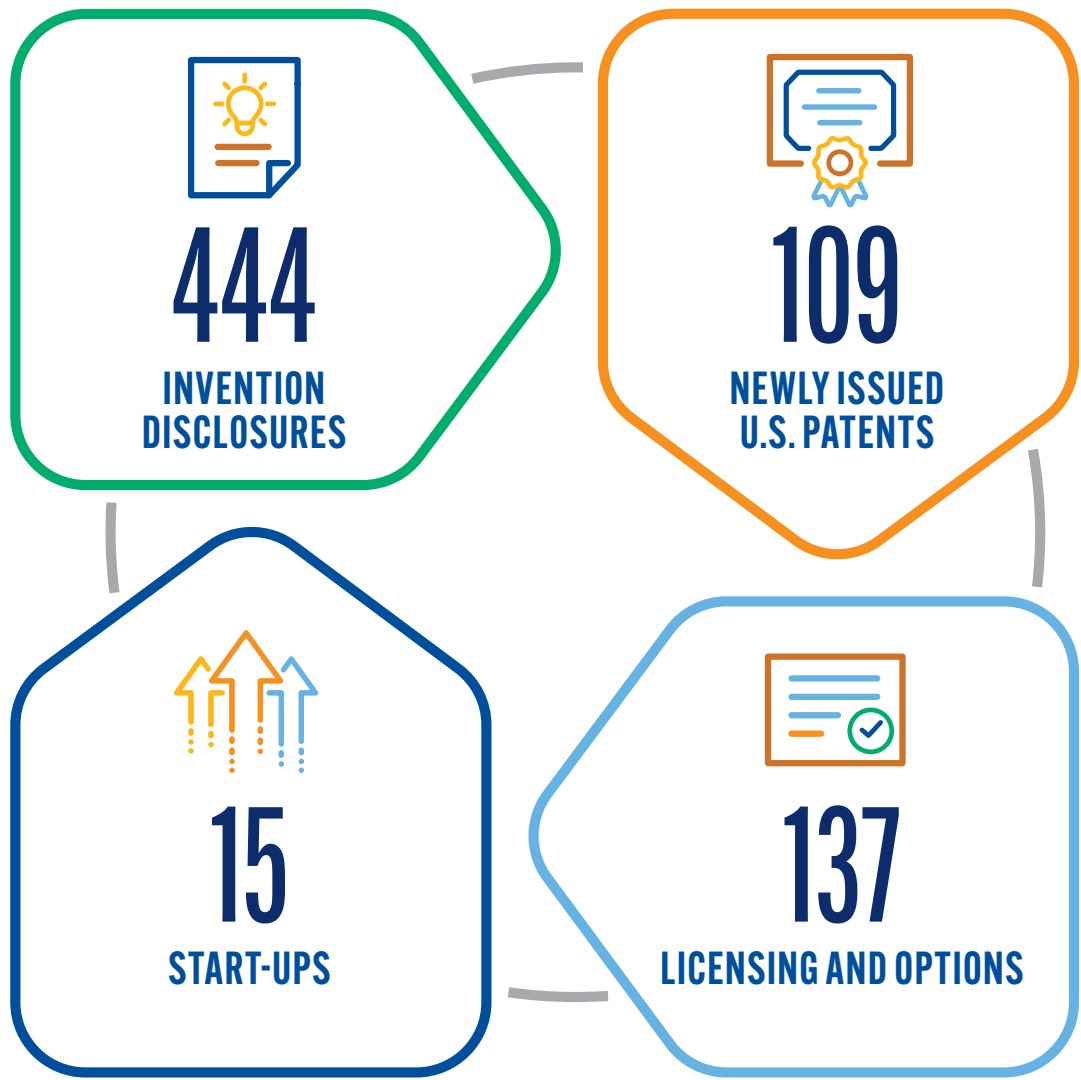 444
INVENTION
DISCLOSURES
109
NEWLY ISSUED
U.S. PATENTS
15
START-UPS
137
LICENSING AND OPTIONS